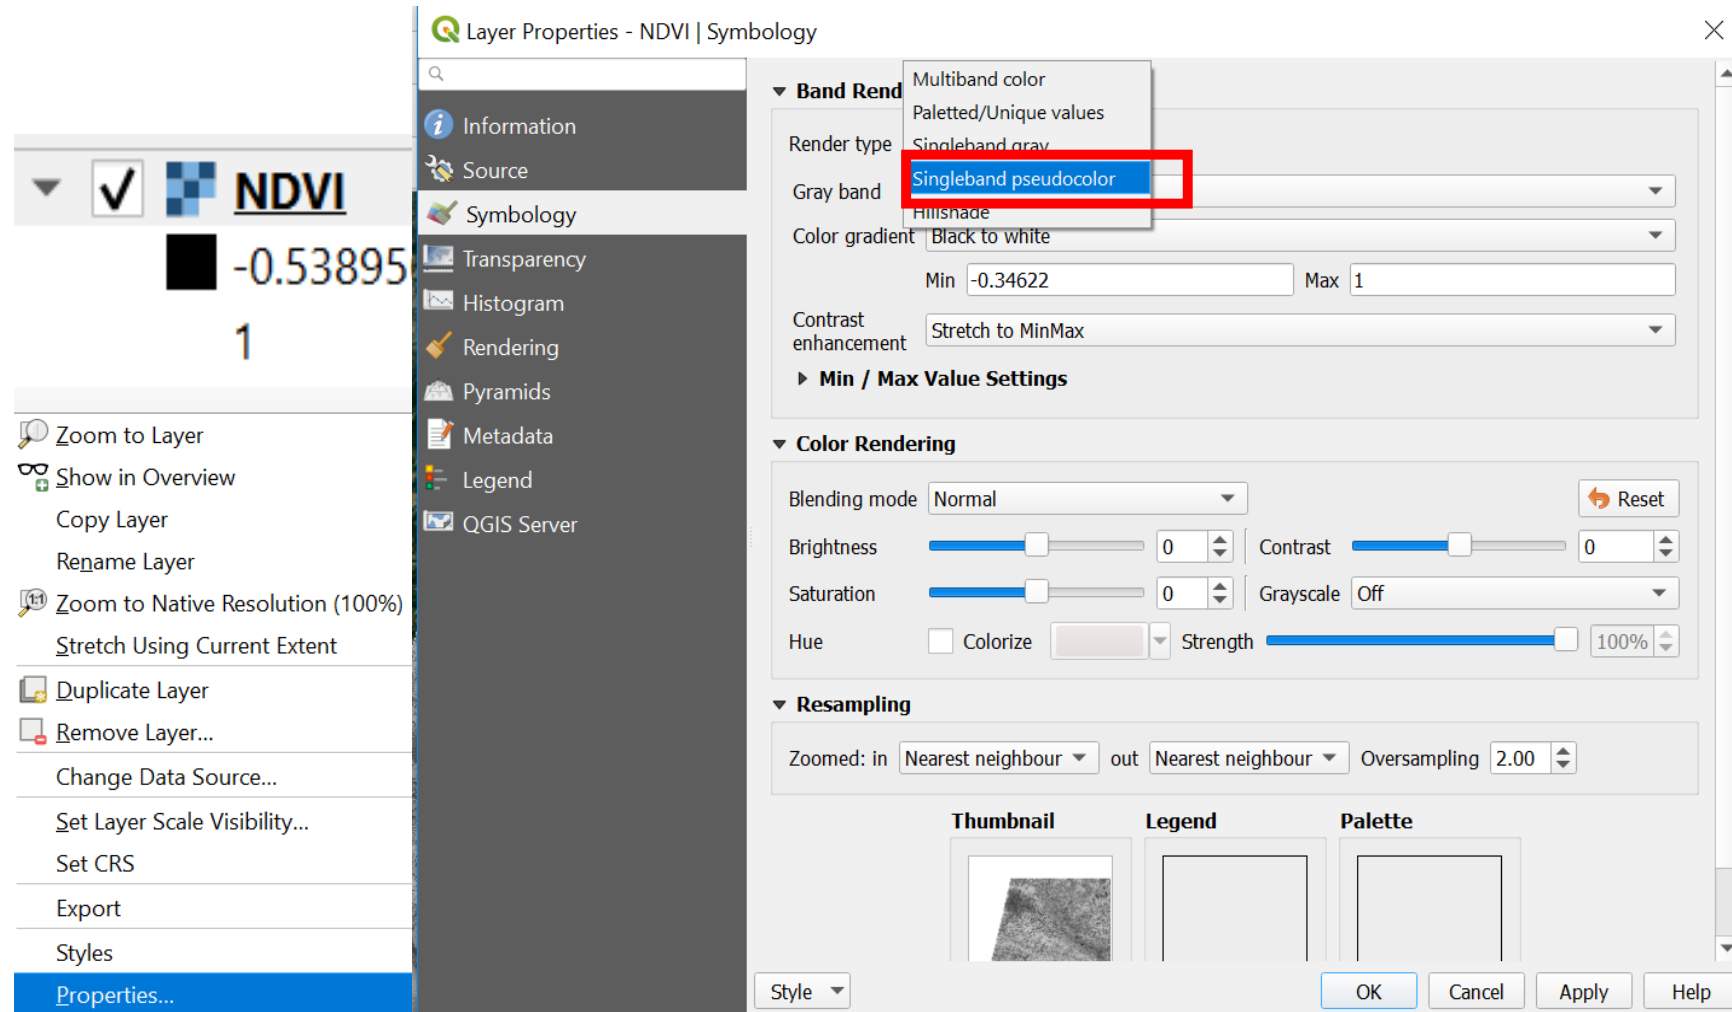 NDVI
-0.53895
1
Zoom to Layer
Show in Overview
Copy Layer
Rename Layer
1:1
Zoom to Native Resolution (100%)
Stretch Using Current Extent
Duplicate Layer
Remove Layer...
Change Data Source...
Set Layer Scale Visibility...
Set CRS
Export
Styles
Properties...
Layer Properties - NDVI | Symbology
Information
Source
Symbology
Transparency
Histogram
Rendering
Pyramids
Metadata
Legend
QGIS Server
Band Rend
Multiband color
Paletted/Unique values
Render type
Singleband gray
Singleband pseudocolor
Gray band
Hillshade
Color gradient Black to white
Min -0.34622 Max 1
Contrast
enhancement Stretch to MinMax
Min / Max Value Settings
Color Rendering
Blending mode Normal Reset
Brightness 0 Contrast 0
Saturation 0 Grayscale Off
Hue Colorize Strength 100%
Resampling
Zoomed: in Nearest neighbour out Nearest neighbour Oversampling 2.00
Thumbnail Legend Palette
Style OK Cancel Apply Help